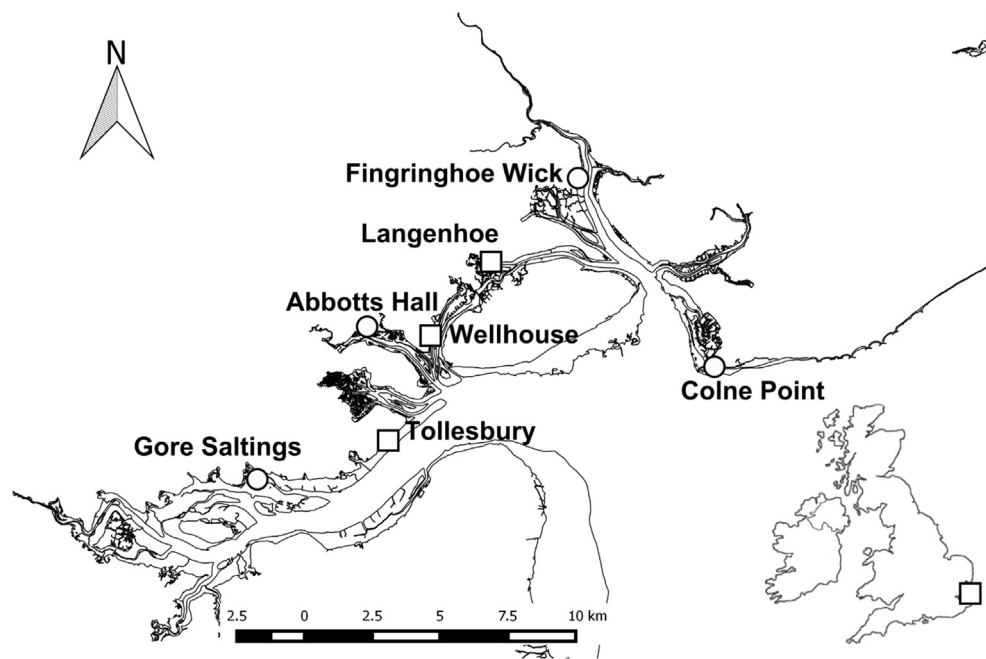 N
Fingringhoe Wick
Langenhoe
Abbotts Hall
Wellhouse
Colne Point
Tollesbury
Gore Saltings
2.5 0 2.5 5 7.5 10 km